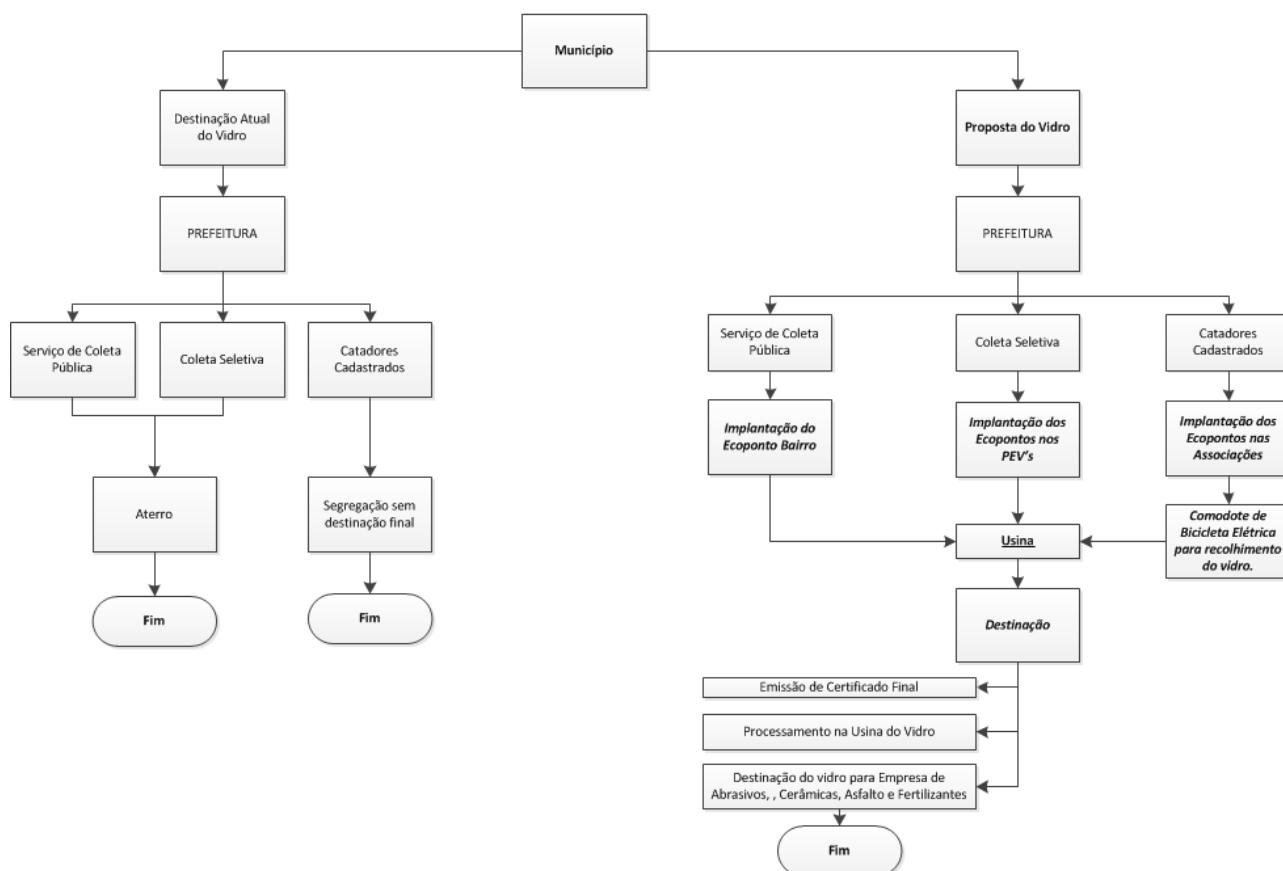 Município
Destinação Atual
do Vidro
PREFEITURA
Serviço de Coleta
Pública
Coleta Seletiva
Catadores
Cadastrados
Aterro
Segregação sem
destinação final
Fim
Fim
Proposta do Vidro
PREFEITURA
Serviço de Coleta
Pública
Coleta Seletiva
Catadores
Cadastrados
Implantação do
Ecoponto Bairro
Implantação dos
Ecopontos nos
PEV's
Implantação dos
Ecopontos nas
Associações
Usina
Comodote de
Bicicleta Elétrica
para recolhimento
do vidro.
Destinação
Emissão de Certificado Final
Processamento na Usina do Vidro
Destinação do vidro para Empresa de
Abrasivos, , Cerâmicas, Asfalto e Fertilizantes
Fim